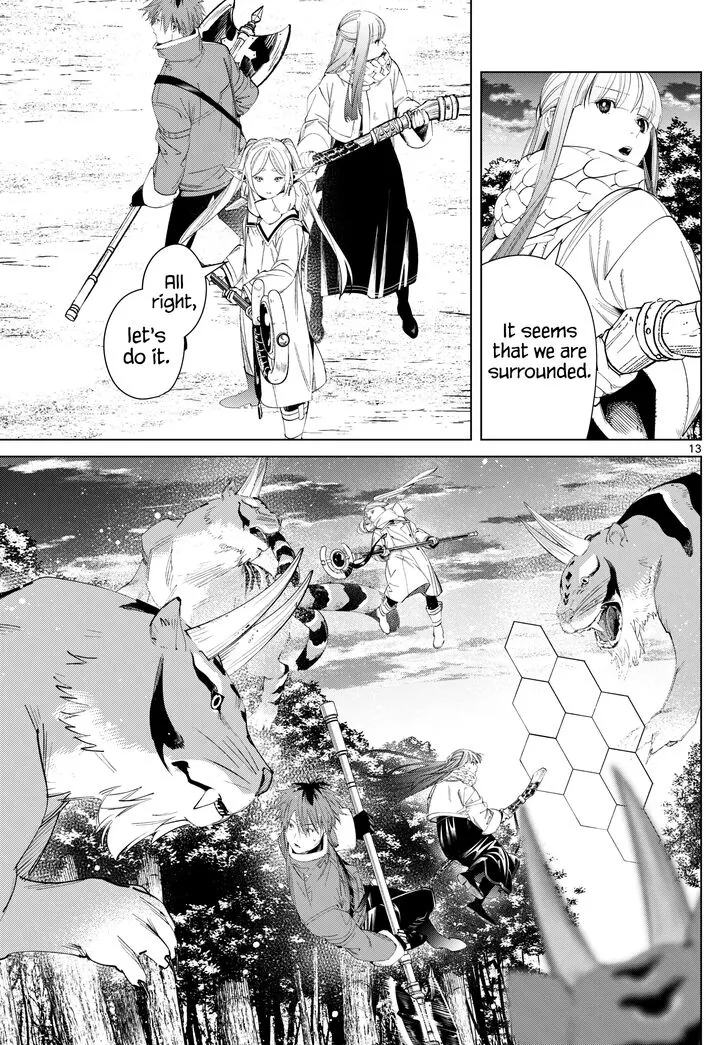 It seems
that we are
surrounded.
All
right,
let's
do it.
13